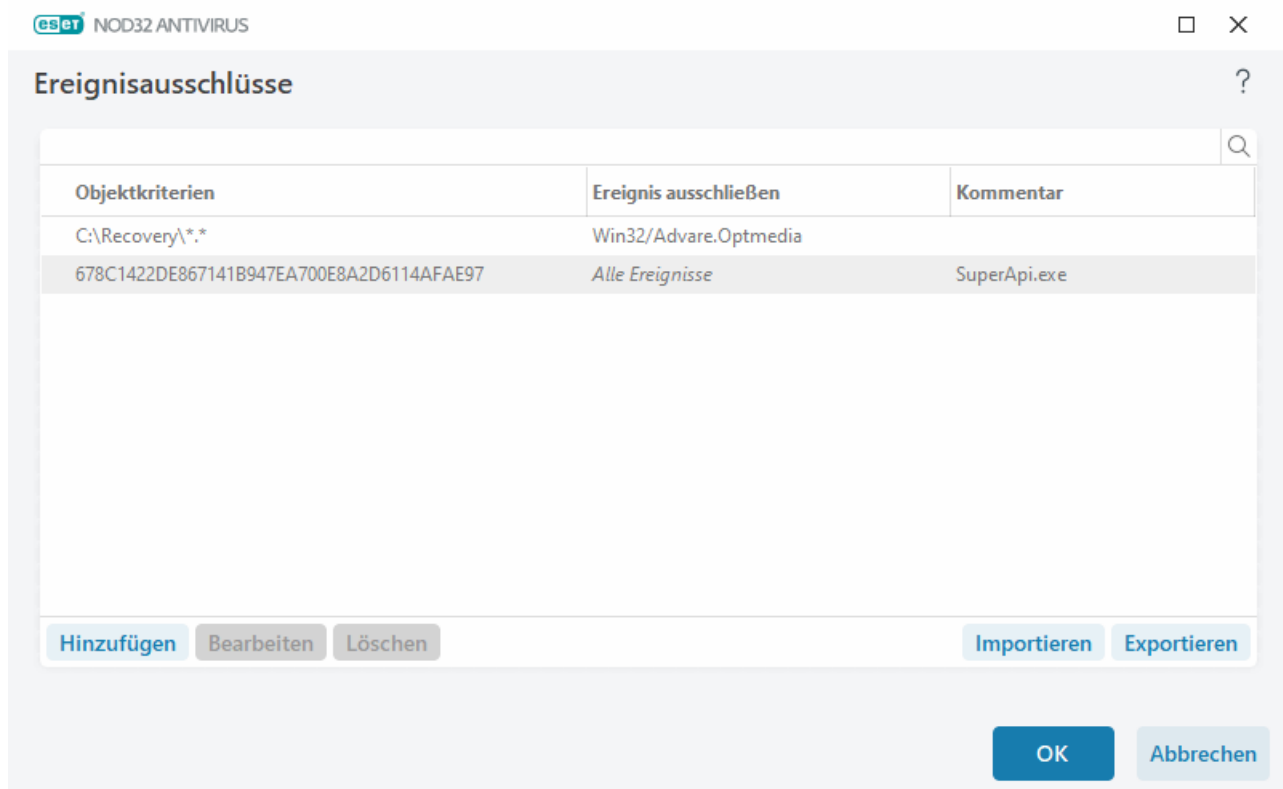 eseT NOD32 ANTIVIRUS
Ereignisausschlüsse ?
Objektkriterien Ereignis ausschließen Kommentar
C:\Recovery\*.* Win32/Advare.Optmedia
678C1422DE867141B947EA700E8A2D6114AFAE97 Alle Ereignisse SuperApi.exe
Hinzufügen Bearbeiten Löschen Importieren Exportieren
OK Abbrechen